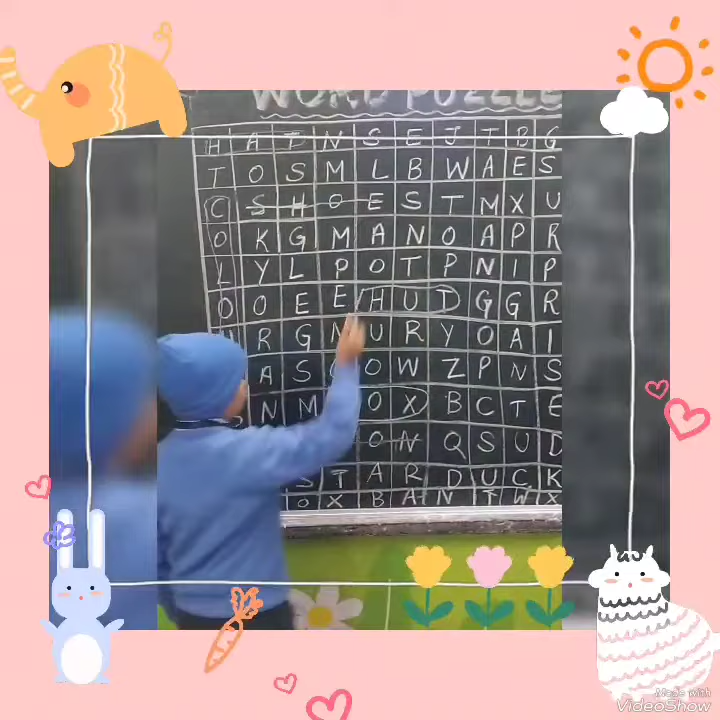 WORD PUZZLE
H A T N S E J T B G
T O S M L B W A E S
C S H O E S T M X U
O K G M A N O A P R
L Y L P O T P N I P
O O E E H U T G G R
R G N U R Y O A I
A S O W Z P N S
N M O X B C T E
O N Q S U D
S T A R D U C K
O X B A N T W X
Made With
VideoShow